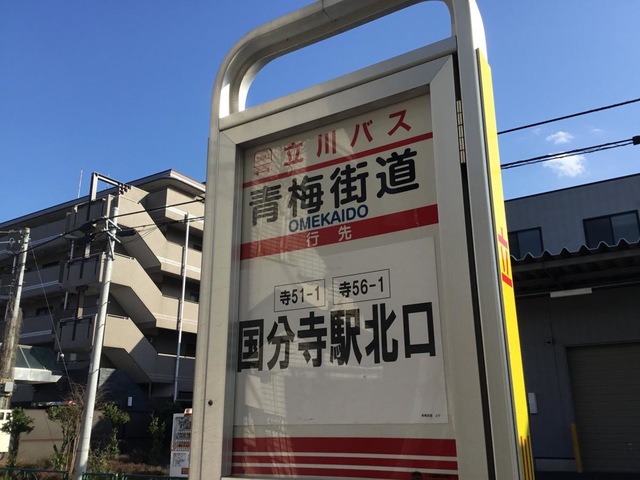 立川バス
青梅街道
OMEKAIDO
行先
寺51-1 寺56-1
国分寺駅北口